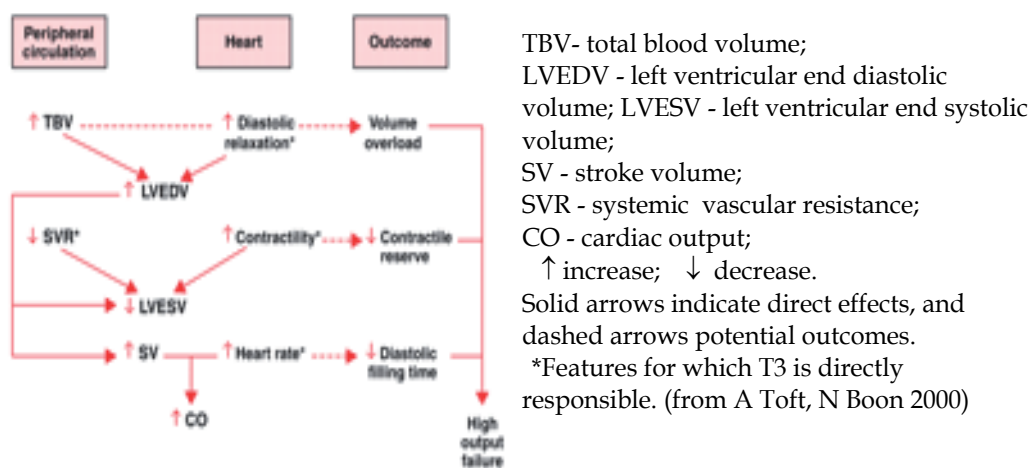 Peripheral
circulation
Heart
Outcome
↑ TBV
↑ Diastolic
relaxation*
Volume
overload
↑ LVEDV
↓ SVR*
↑ Contractility*
↓ Contractile
reserve
↓ LVESV
↑ SV
↑ Heart rate*
↓ Diastolic
filling time
↑ CO
High
output
failure
TBV- total blood volume;
LVEDV - left ventricular end diastolic
volume; LVESV - left ventricular end systolic
volume;
SV - stroke volume;
SVR - systemic vascular resistance;
CO - cardiac output;
↑ increase; ↓ decrease.
Solid arrows indicate direct effects, and
dashed arrows potential outcomes.
*Features for which T3 is directly
responsible. (from A Toft, N Boon 2000)